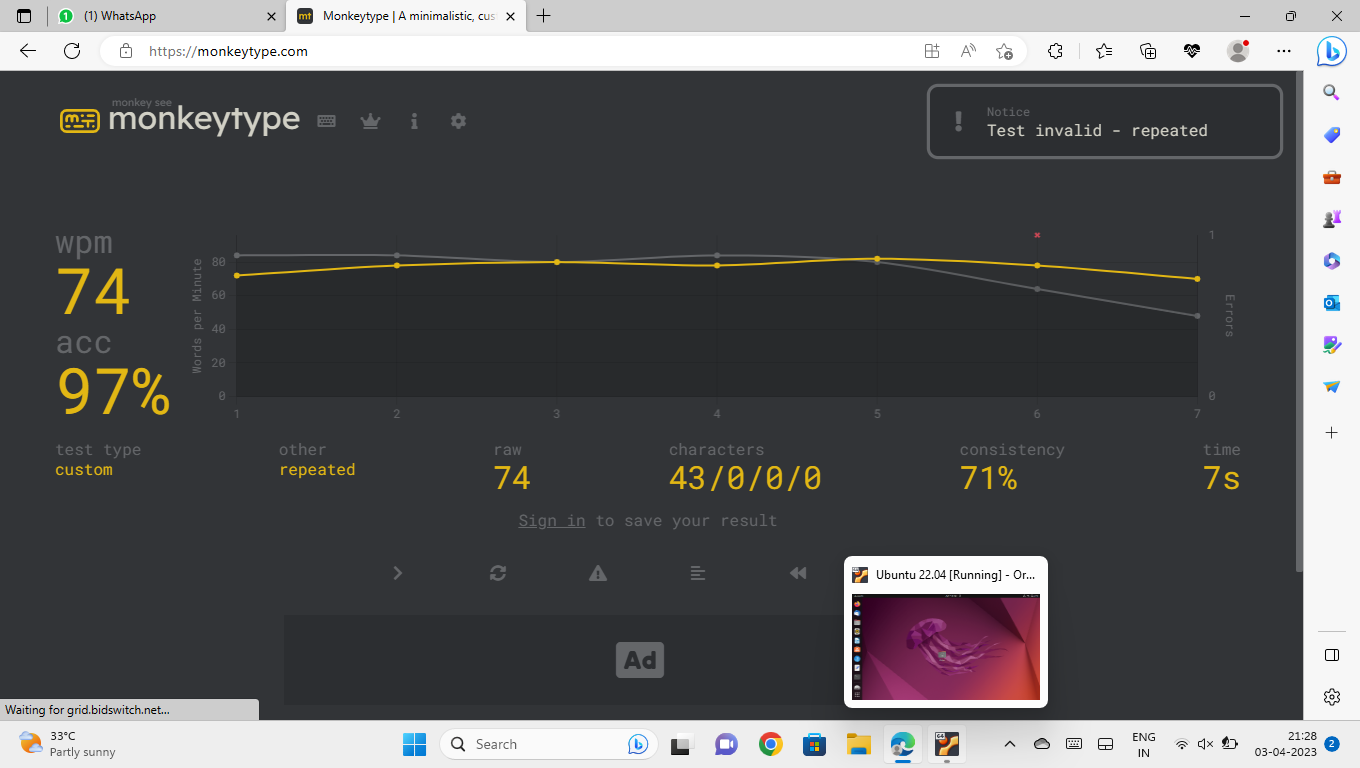 1
(1) WhatsApp
Monkeytype | A minimalistic, cus
https://monkeytype.com
monkey see
monkeytype
Notice
Test invalid - repeated
wpm
74
acc
97%
Words per Minute
80
60
40
20
0
1 2 3 4 5 6 7
1
Errors
0
test type
custom
other
repeated
raw
74
characters
43/0/0/0
consistency
71%
time
7s
Sign in to save your result
Ad
Ubuntu 22.04 [Running] - Or...
Waiting for grid.bidswitch.net...
33°C
Partly sunny
Search
64
ENG
IN
21:28
03-04-2023
2